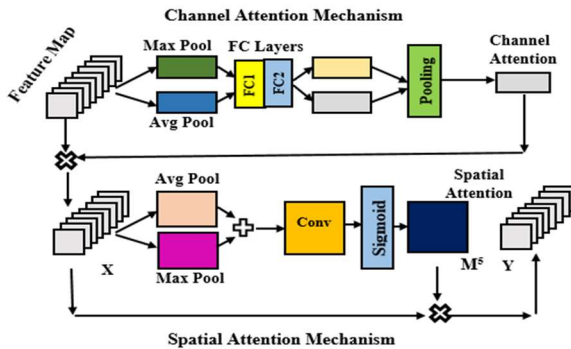 Channel Attention Mechanism
Feature Map
Max Pool
FC Layers
Channel
Attention
FC1
FC2
Pooling
Avg Pool
Avg Pool
Spatial
Attention
Conv
Sigmoid
X
Max Pool
M⁵
Y
Spatial Attention Mechanism